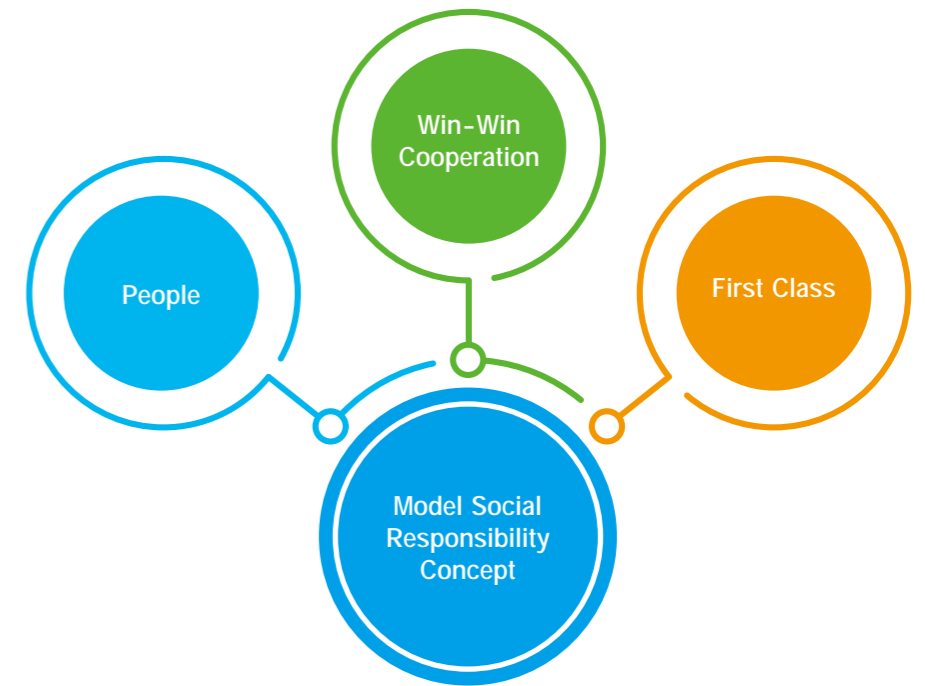 Win-Win
Cooperation
People
First Class
Model Social
Responsibility
Concept